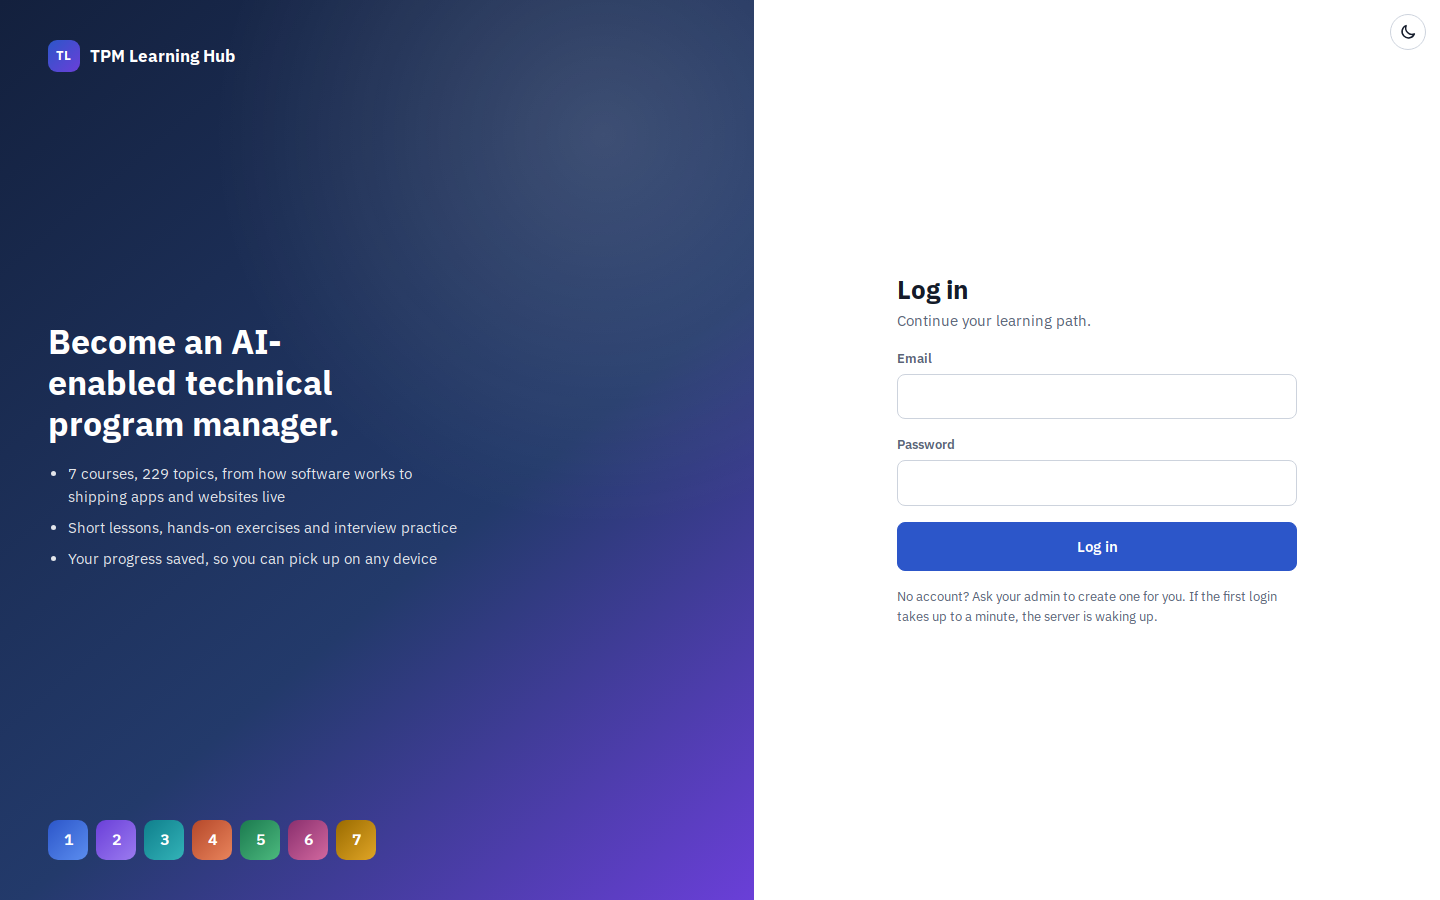 TL TPM Learning Hub
Become an AI-
enabled technical
program manager.
• 7 courses, 229 topics, from how software works to
shipping apps and websites live
• Short lessons, hands-on exercises and interview practice
• Your progress saved, so you can pick up on any device
1 2 3 4 5 6 7
Log in
Continue your learning path.
Email
Password
Log in
No account? Ask your admin to create one for you. If the first login
takes up to a minute, the server is waking up.